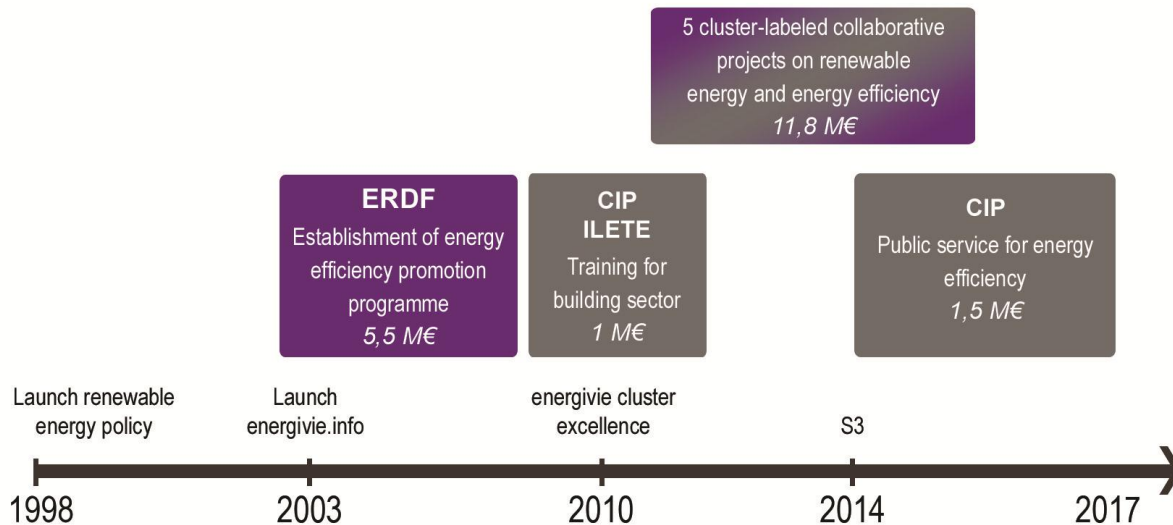 5 cluster-labeled collaborative
projects on renewable
energy and energy efficiency
11,8 M€
ERDF
Establishment of energy
efficiency promotion
programme
5,5 M€
CIP
ILETE
Training for
building sector
1 M€
CIP
Public service for energy
efficiency
1,5 M€
Launch renewable
energy policy
Launch
energivie.info
energivie cluster
excellence
S3
1998
2003
2010
2014
2017